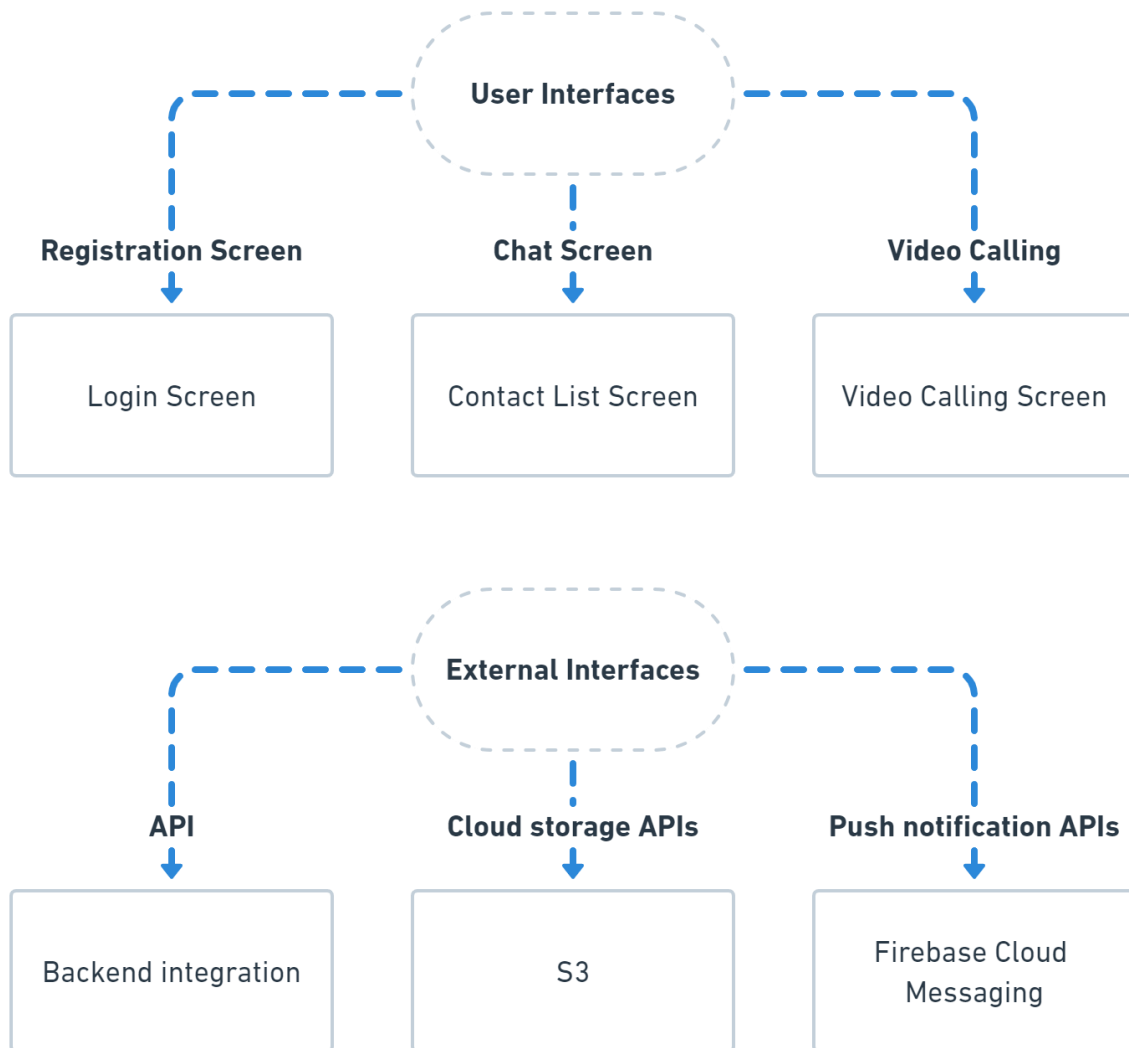 User Interfaces
Registration Screen
Chat Screen
Video Calling
Login Screen
Contact List Screen
Video Calling Screen
External Interfaces
API
Cloud storage APIs
Push notification APIs
Backend integration
S3
Firebase Cloud
Messaging